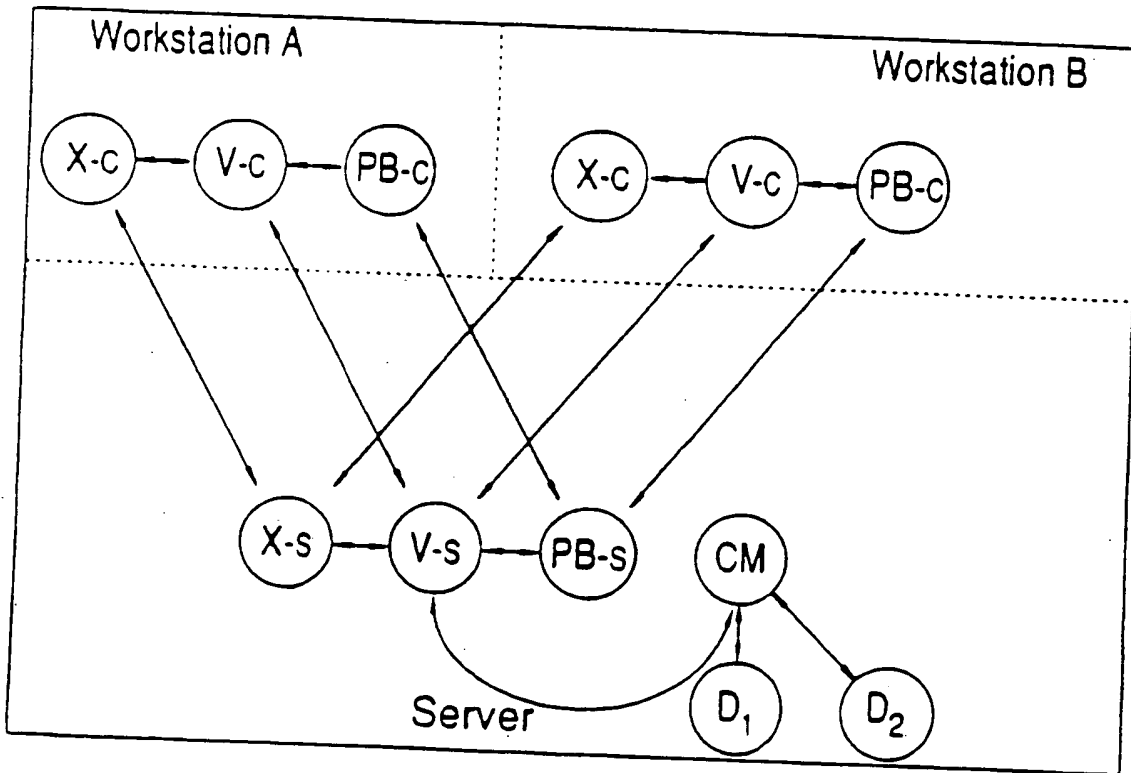 Workstation A
Workstation B
X-c
V-c
PB-c
X-c
V-c
PB-c
X-s
V-s
PB-s
CM
Server
D₁
D₂